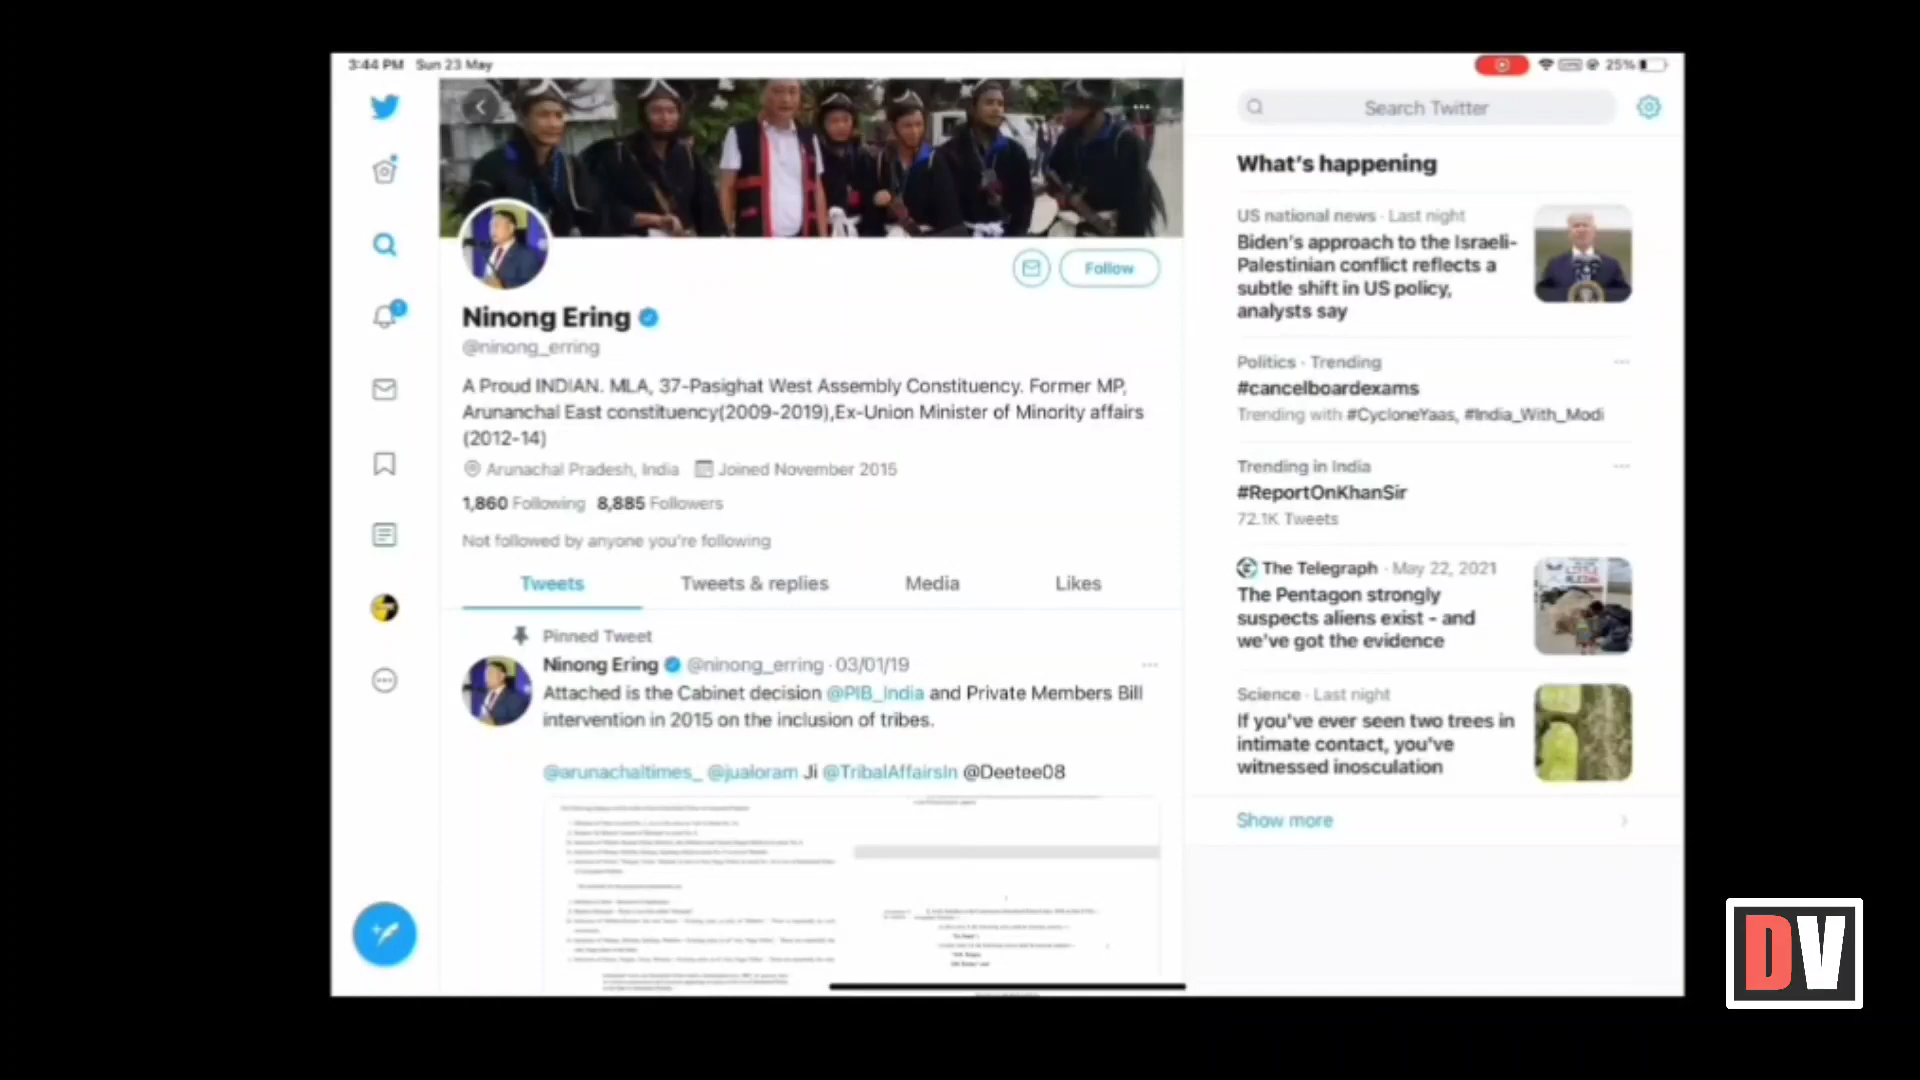 3:44 PM Sun 23 May
25%
Search Twitter
Follow
Ninong Ering
@ninong_erring
A Proud INDIAN. MLA, 37-Pasighat West Assembly Constituency. Former MP,
Arunanchal East constituency(2009-2019),Ex-Union Minister of Minority affairs
(2012-14)
Arunachal Pradesh, India Joined November 2015
1,860 Following 8,885 Followers
Not followed by anyone you're following
Tweets Tweets & replies Media Likes
Pinned Tweet
Ninong Ering @ninong_erring · 03/01/19
Attached is the Cabinet decision @PIB_India and Private Members Bill
intervention in 2015 on the inclusion of tribes.
@arunachaltimes_ @jualoram Ji @TribalAffairsIn @Deetee08
What's happening
US national news · Last night
Biden's approach to the Israeli-
Palestinian conflict reflects a
subtle shift in US policy,
analysts say
Politics · Trending
#cancelboardexams
Trending with #CycloneYaas, #India_With_Modi
Trending in India
#ReportOnKhanSir
72.1K Tweets
The Telegraph · May 22, 2021
The Pentagon strongly
suspects aliens exist - and
we've got the evidence
Science · Last night
If you've ever seen two trees in
intimate contact, you've
witnessed inosculation
Show more
DV